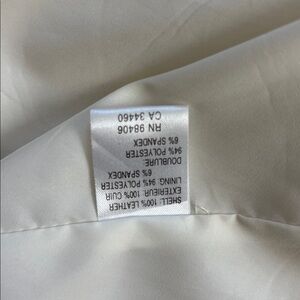 SHELL: 100% LEATHER
EXTERIEUR: 100% CUIR
LINING: 94% POLYESTER
6% SPANDEX
DOUBLURE:
94% POLYESTER
6% SPANDEX
RN 98406
CA 34460